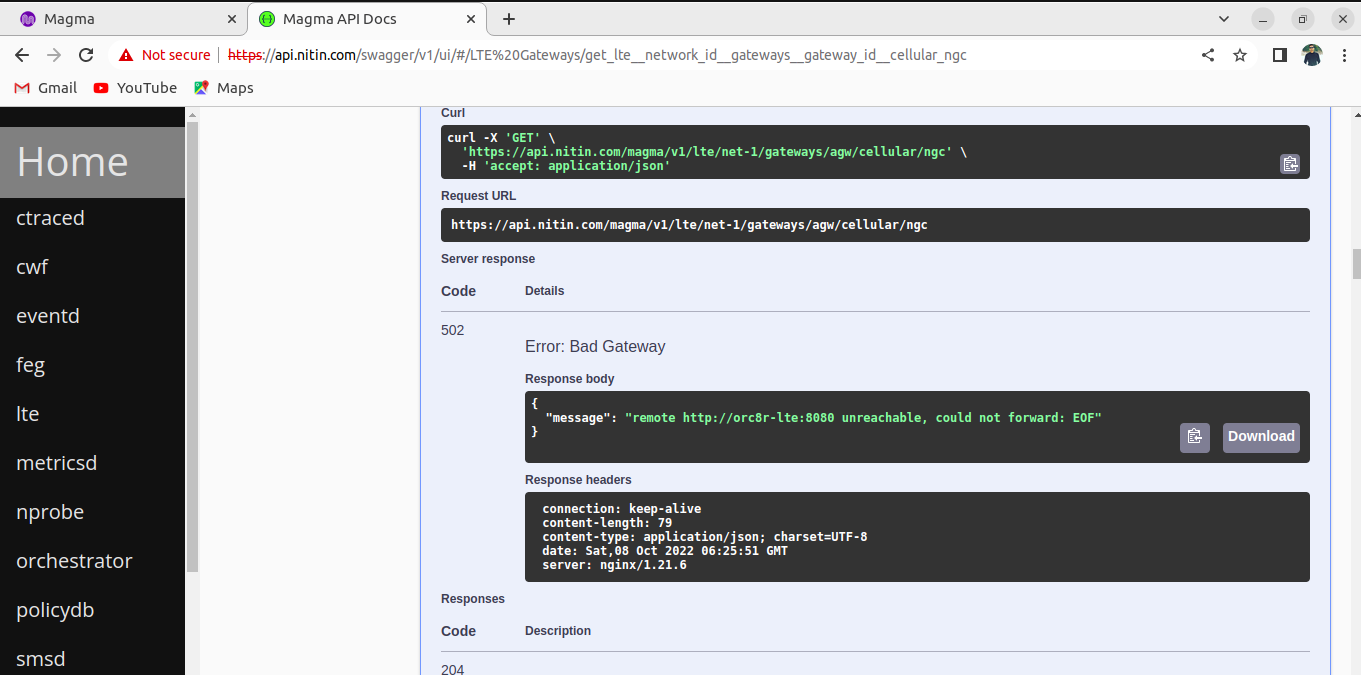 Magma
Magma API Docs
Not secure
https://api.nitin.com/swagger/v1/ui/#/LTE%20Gateways/get_lte__network_id__gateways__gateway_id__cellular_ngc
Gmail
YouTube
Maps
Home
ctraced
cwf
eventd
feg
lte
metricsd
nprobe
orchestrator
policydb
smsd
Curl
curl -X 'GET' \
'https://api.nitin.com/magma/v1/lte/net-1/gateways/agw/cellular/ngc' \
-H 'accept: application/json'
Request URL
https://api.nitin.com/magma/v1/lte/net-1/gateways/agw/cellular/ngc
Server response
Code Details
502
Error: Bad Gateway
Response body
{
"message": "remote http://orc8r-lte:8080 unreachable, could not forward: EOF"
}
Download
Response headers
connection: keep-alive
content-length: 79
content-type: application/json; charset=UTF-8
date: Sat,08 Oct 2022 06:25:51 GMT
server: nginx/1.21.6
Responses
Code Description
204